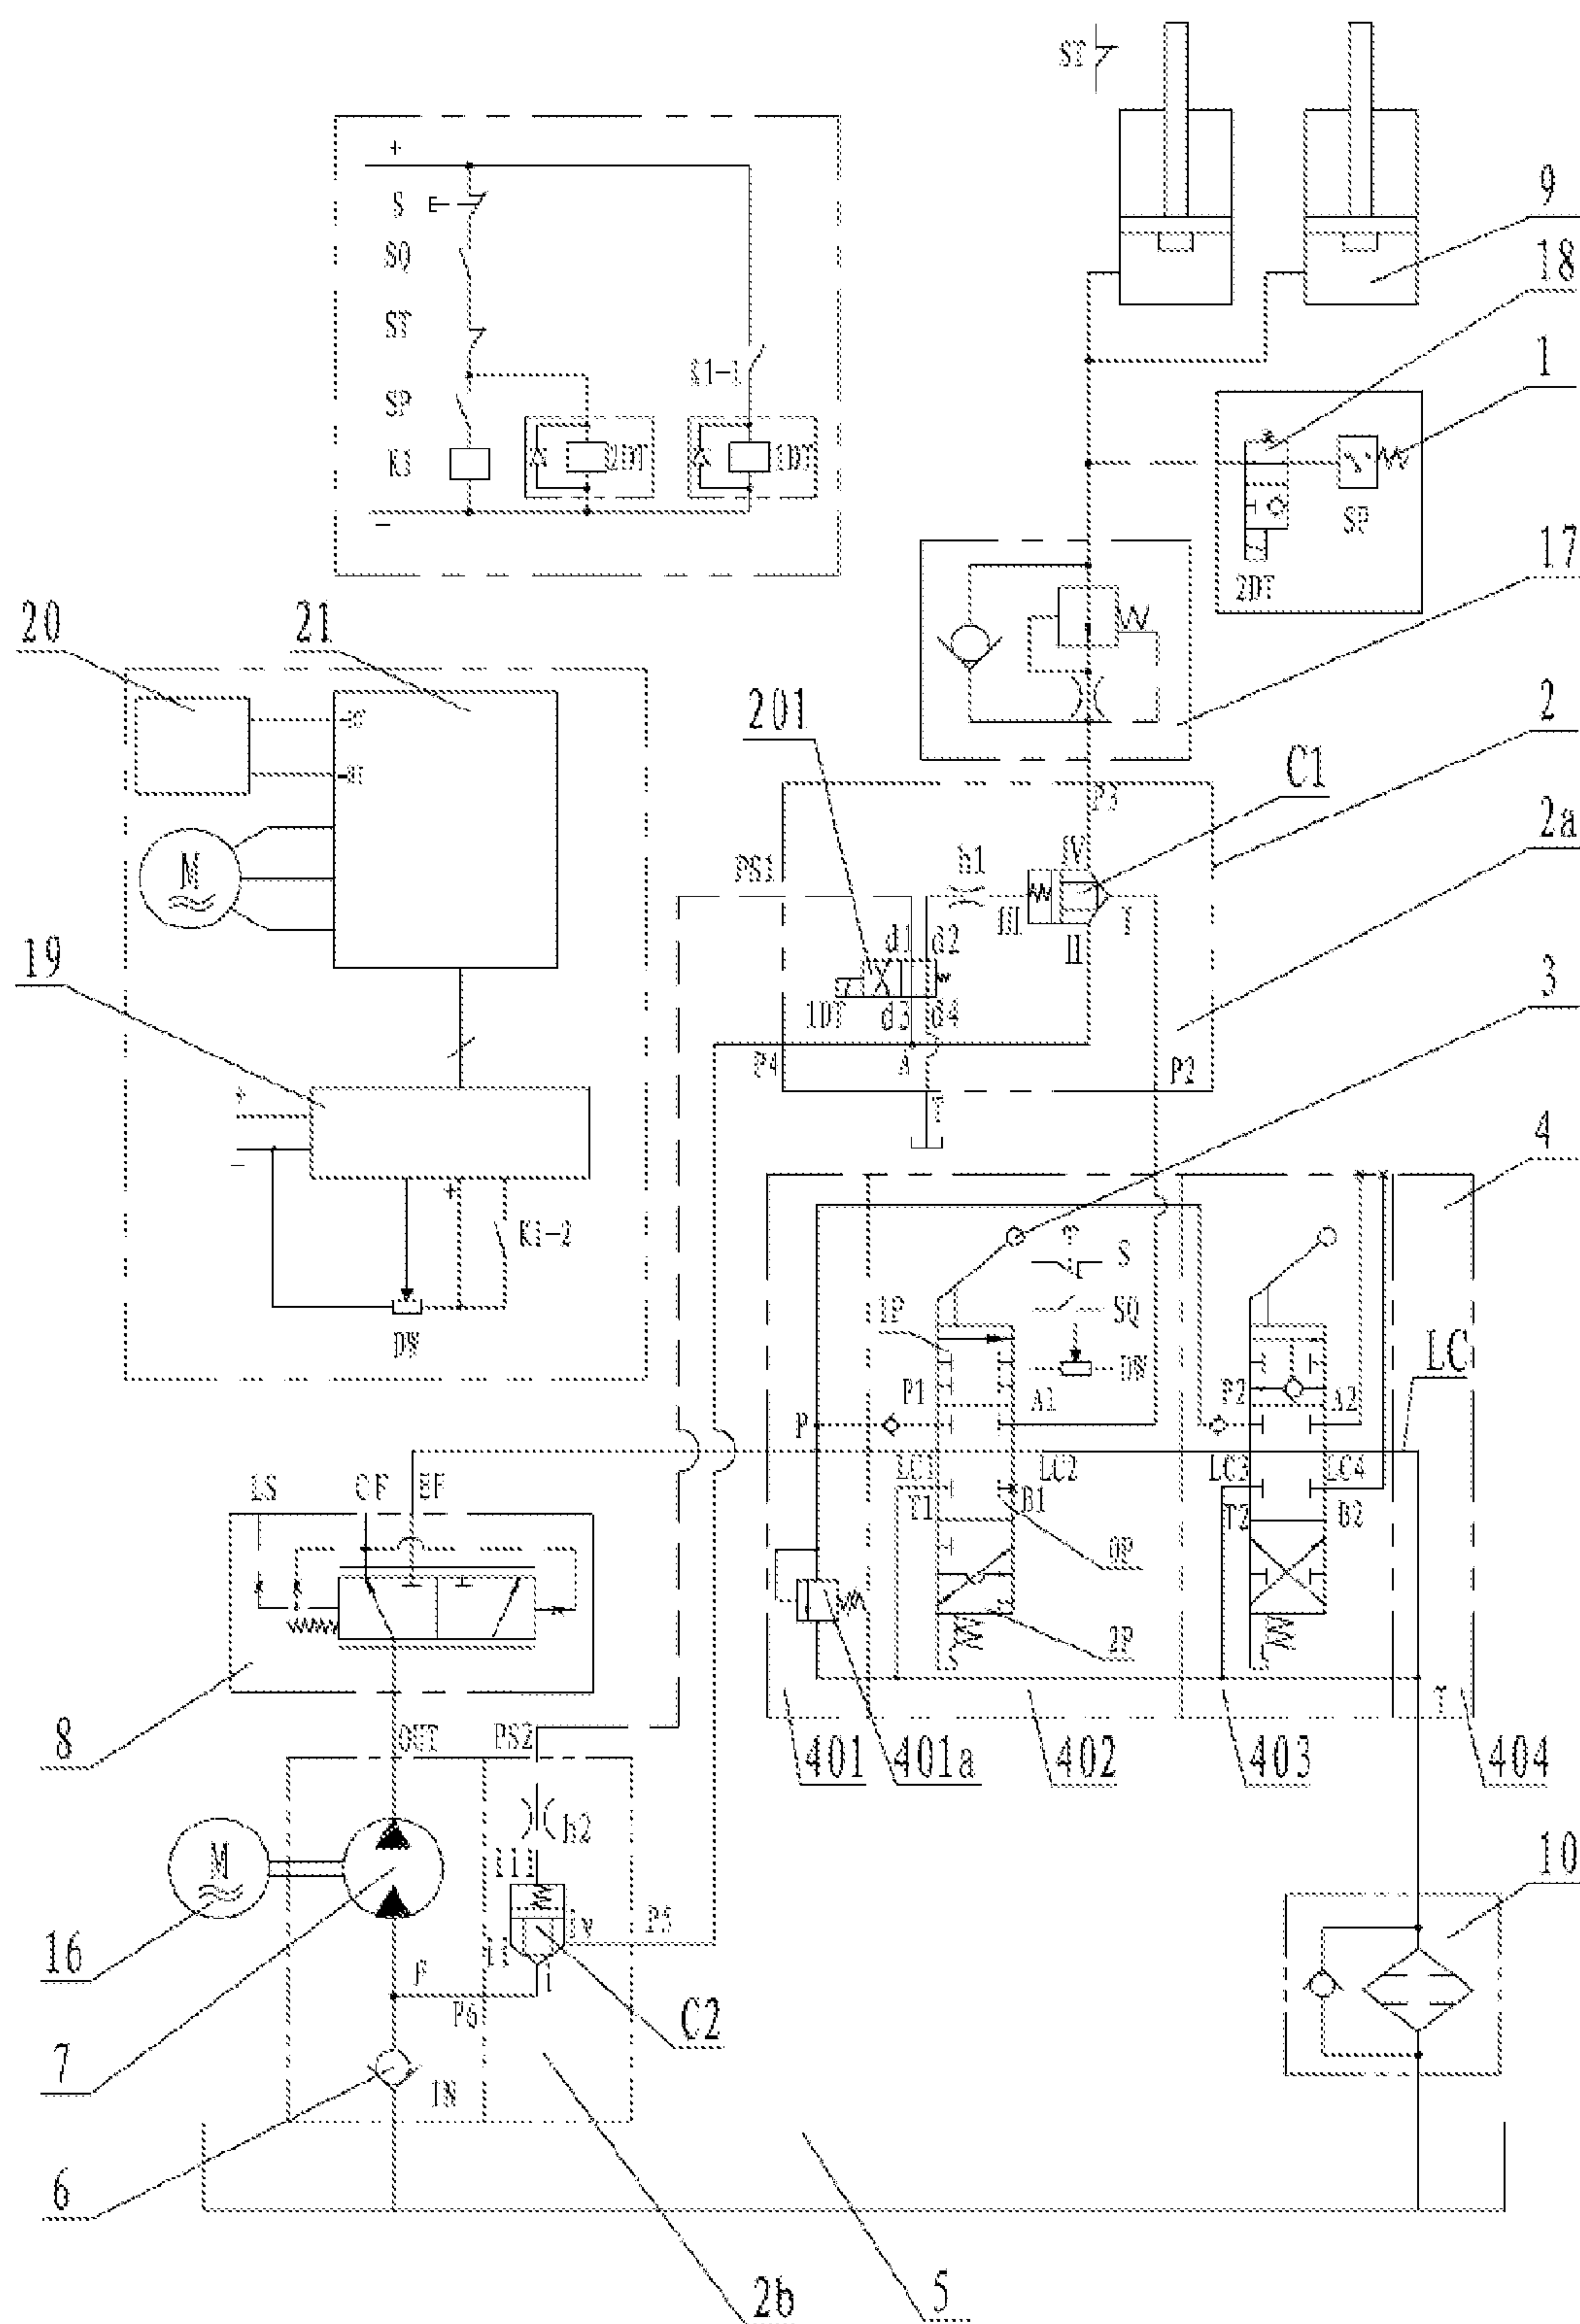 ST
+
S
SQ
ST
K1-1
SP
K1
2DT
1DT
-
9
18
1
SP
2DT
17
20
21
201
2
C1
P3
2a
PS1
h1
IV
M
III
I
II
d1
d2
19
1DT
d3
d4
3
P4
A
P2
T
+
-
4
+
K1-2
S
SQ
1P
DW
DW
LC
P1
A1
P2
A2
P
LC1
LC2
LC3
LC4
LS
CF
EF
T1
B1
T2
B2
0P
2P
T
8
OUT
PS2
401
401a
402
403
404
h2
M
iii
10
iv
P5
16
ii
i
P6
C2
7
6
2b
5